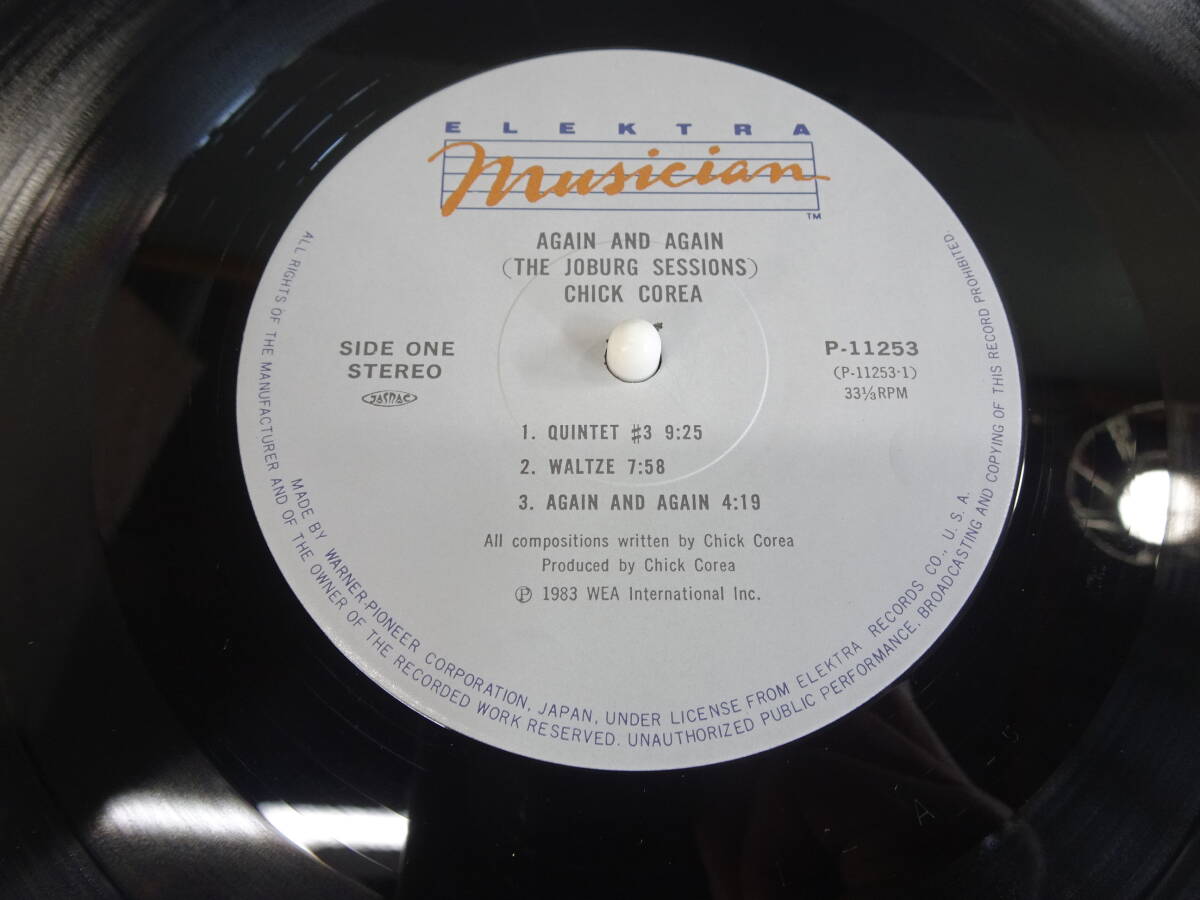 ELEKTRA
Musician
TM
AGAIN AND AGAIN
(THE JOBURG SESSIONS)
CHICK COREA
SIDE ONE
STEREO
JASRAC
P-11253
(P-11253-1)
33⅓RPM
1. QUINTET #3 9:25
2. WALTZE 7:58
3. AGAIN AND AGAIN 4:19
All compositions written by Chick Corea
Produced by Chick Corea
℗ 1983 WEA International Inc.
MADE BY WARNER-PIONEER CORPORATION, JAPAN, UNDER LICENSE FROM ELEKTRA RECORDS CO., U.S.A.
ALL RIGHTS OF THE MANUFACTURER AND OF THE OWNER OF THE RECORDED WORK RESERVED. UNAUTHORIZED PUBLIC PERFORMANCE, BROADCASTING AND COPYING OF THIS RECORD PROHIBITED.